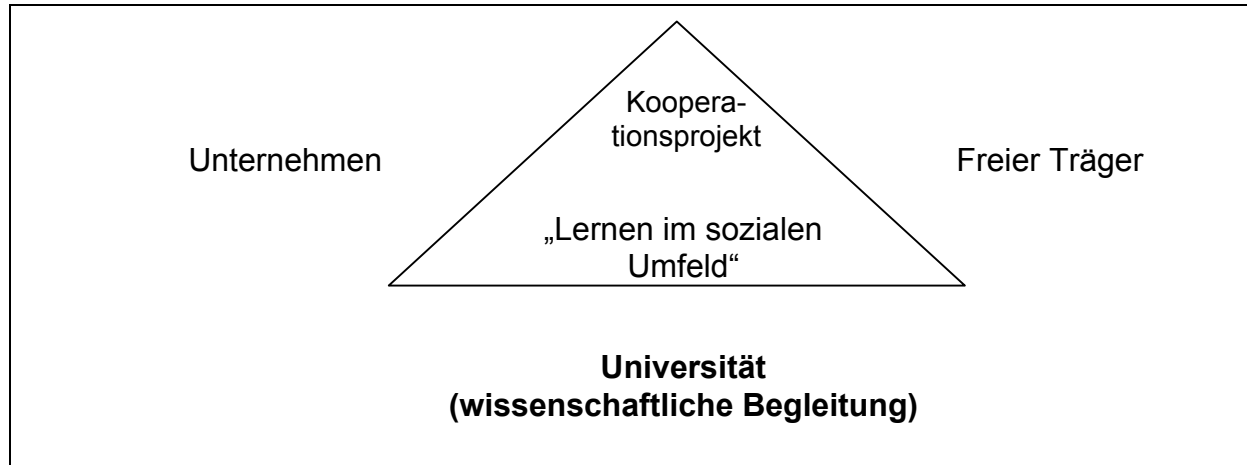 Koopera-
tionsprojekt
Unternehmen
Freier Träger
„Lernen im sozialen
Umfeld“
Universität
(wissenschaftliche Begleitung)